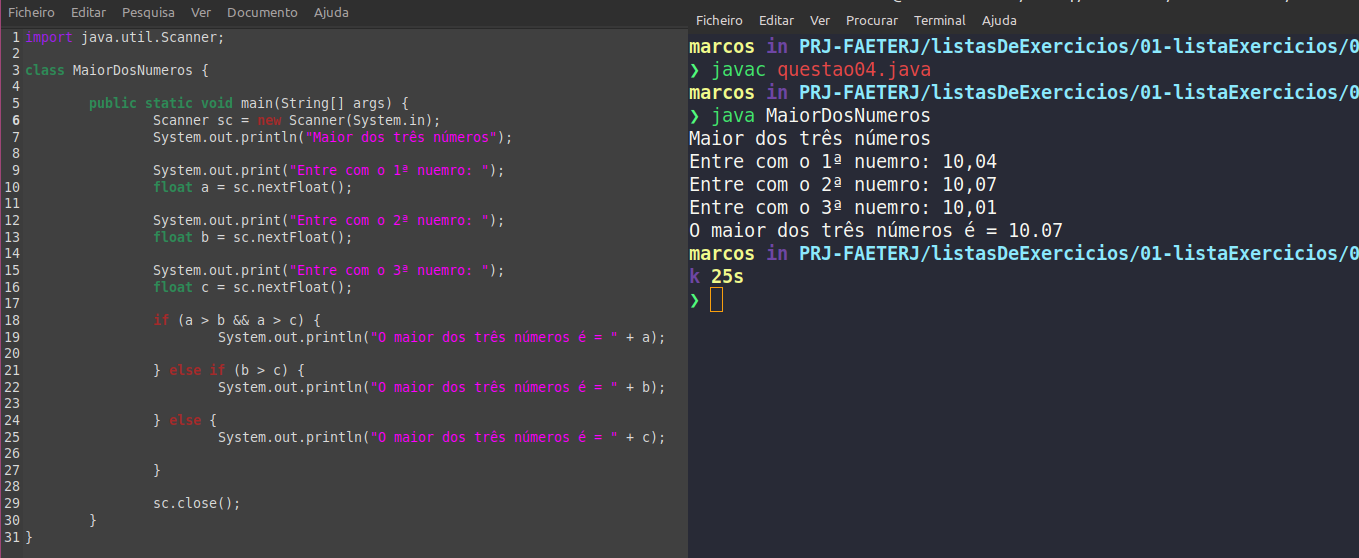 Ficheiro Editar Pesquisa Ver Documento Ajuda
1 import java.util.Scanner;
2
3 class MaiorDosNumeros {
4
5 public static void main(String[] args) {
6 Scanner sc = new Scanner(System.in);
7 System.out.println("Maior dos três números");
8
9 System.out.print("Entre com o 1ª nuemro: ");
10 float a = sc.nextFloat();
11
12 System.out.print("Entre com o 2ª nuemro: ");
13 float b = sc.nextFloat();
14
15 System.out.print("Entre com o 3ª nuemro: ");
16 float c = sc.nextFloat();
17
18 if (a > b && a > c) {
19 System.out.println("O maior dos três números é = " + a);
20
21 } else if (b > c) {
22 System.out.println("O maior dos três números é = " + b);
23
24 } else {
25 System.out.println("O maior dos três números é = " + c);
26
27 }
28
29 sc.close();
30 }
31 }
Ficheiro Editar Ver Procurar Terminal Ajuda
marcos in PRJ-FAETERJ/listasDeExercicios/01-listaExercicios/0
❯ javac questao04.java
marcos in PRJ-FAETERJ/listasDeExercicios/01-listaExercicios/0
❯ java MaiorDosNumeros
Maior dos três números
Entre com o 1ª nuemro: 10,04
Entre com o 2ª nuemro: 10,07
Entre com o 3ª nuemro: 10,01
O maior dos três números é = 10.07
marcos in PRJ-FAETERJ/listasDeExercicios/01-listaExercicios/0
k 25s
❯